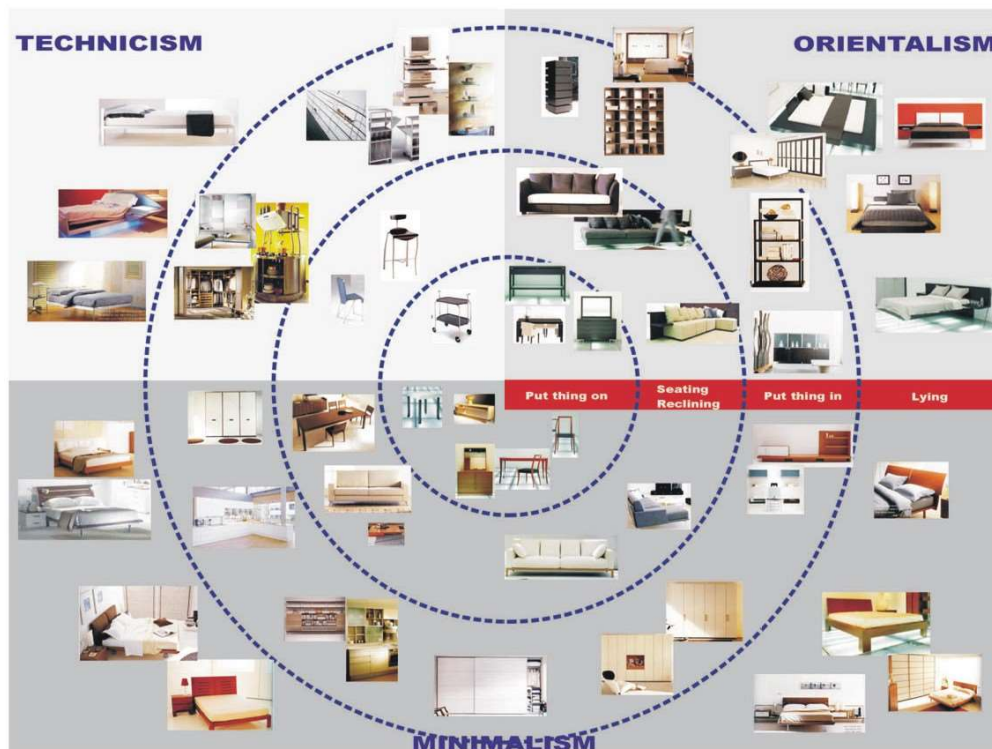 TECHNICISM
ORIENTALISM
Put thing on
Seating
Reclining
Put thing in
Lying
MINIMALISM